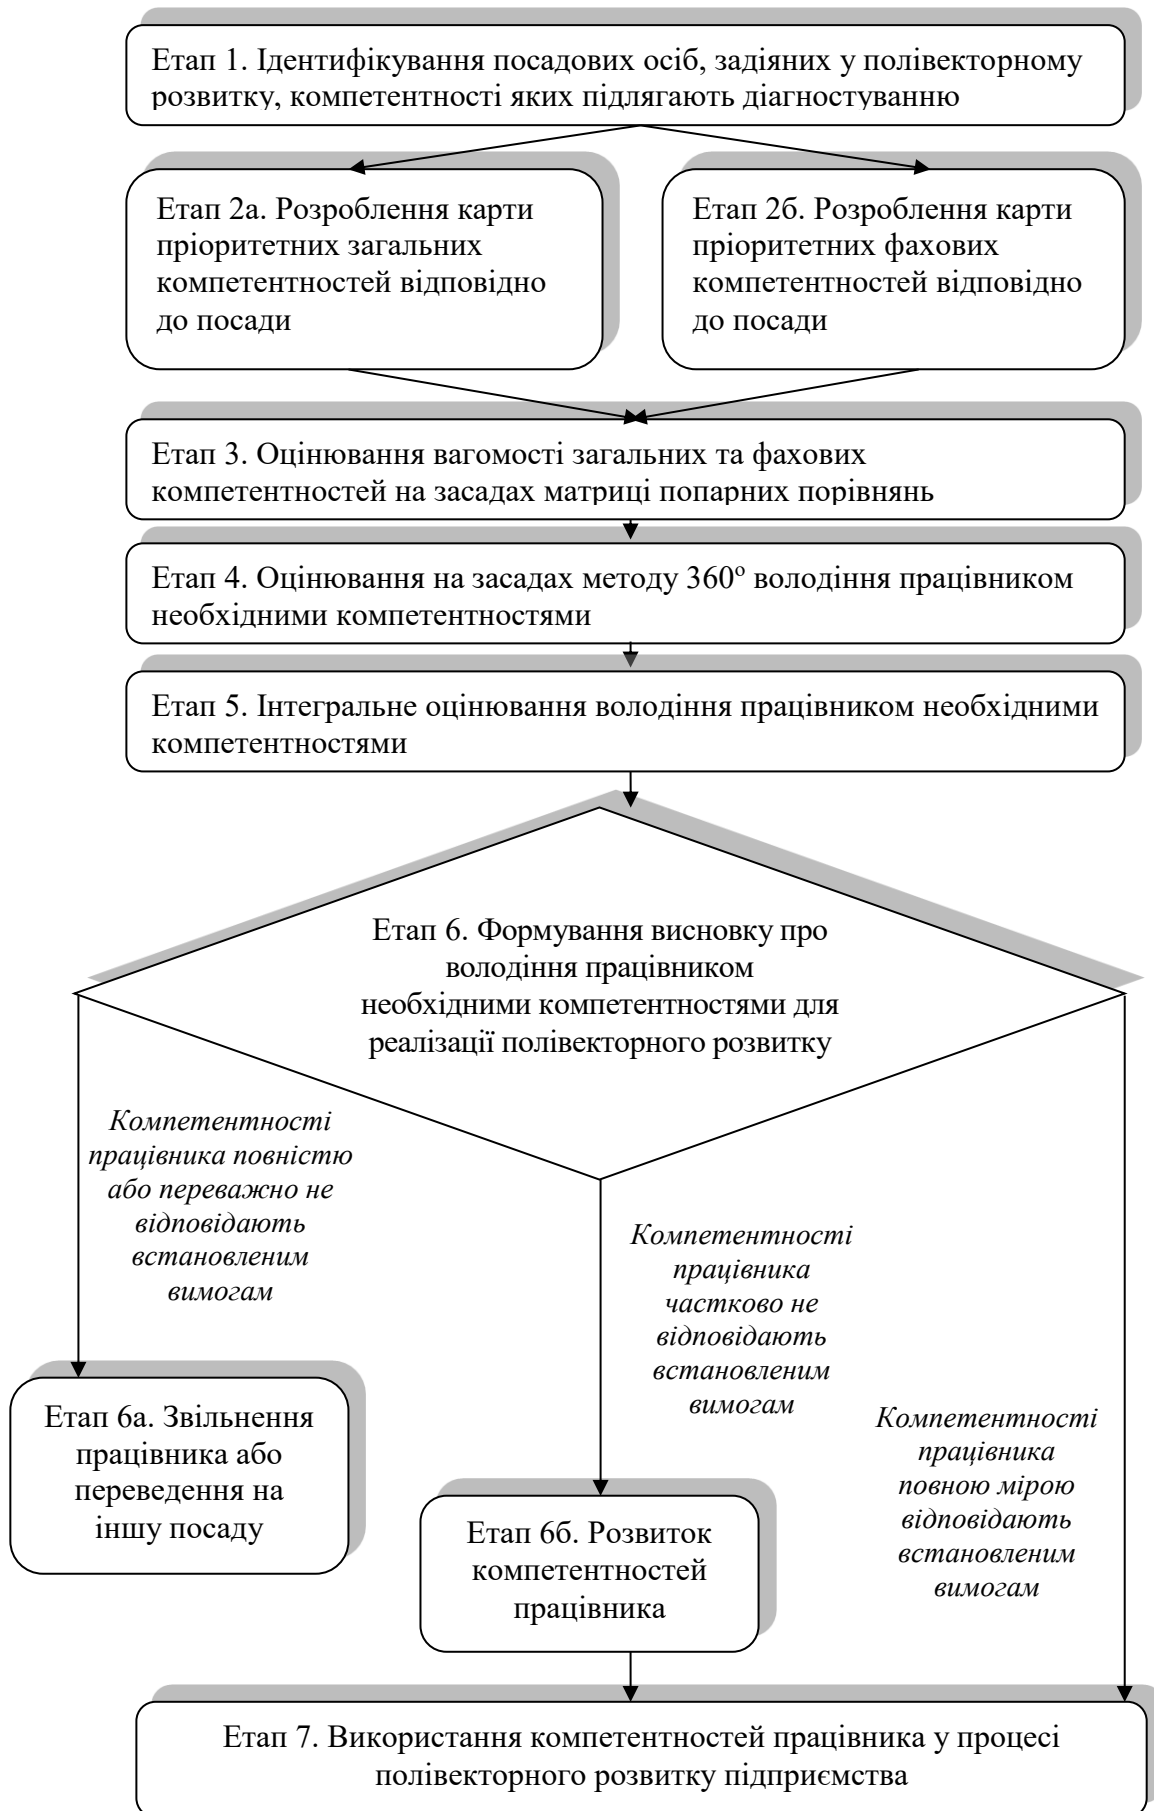 Етап 1. Ідентифікування посадових осіб, задіяних у полівекторному
розвитку, компетентності яких підлягають діагностуванню
Етап 2а. Розроблення карти
пріоритетних загальних
компетентностей відповідно
до посади
Етап 2б. Розроблення карти
пріоритетних фахових
компетентностей відповідно
до посади
Етап 3. Оцінювання вагомості загальних та фахових
компетентностей на засадах матриці попарних порівнянь
Етап 4. Оцінювання на засадах методу 360º володіння працівником
необхідними компетентностями
Етап 5. Інтегральне оцінювання володіння працівником необхідними
компетентностями
Етап 6. Формування висновку про
володіння працівником
необхідними компетентностями для
реалізації полівекторного розвитку
Компетентності
працівника повністю
або переважно не
відповідають
встановленим
вимогам
Компетентності
працівника
частково не
відповідають
встановленим
вимогам
Компетентності
працівника
повною мірою
відповідають
встановленим
вимогам
Етап 6а. Звільнення
працівника або
переведення на
іншу посаду
Етап 6б. Розвиток
компетентностей
працівника
Етап 7. Використання компетентностей працівника у процесі
полівекторного розвитку підприємства